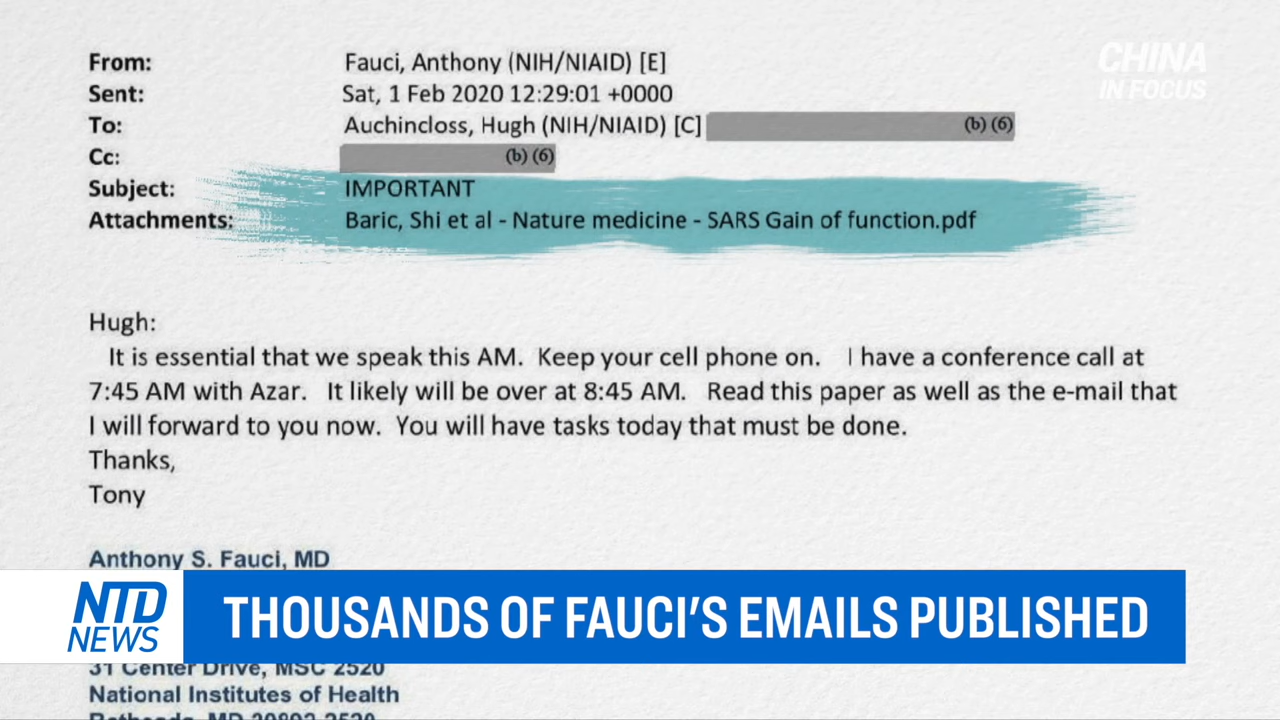 CHINA
IN FOCUS
From: Fauci, Anthony (NIH/NIAID) [E]
Sent: Sat, 1 Feb 2020 12:29:01 +0000
To: Auchincloss, Hugh (NIH/NIAID) [C] (b) (6)
Cc: (b) (6)
Subject: IMPORTANT
Attachments: Baric, Shi et al - Nature medicine - SARS Gain of function.pdf
Hugh:
It is essential that we speak this AM. Keep your cell phone on. I have a conference call at
7:45 AM with Azar. It likely will be over at 8:45 AM. Read this paper as well as the e-mail that
I will forward to you now. You will have tasks today that must be done.
Thanks,
Tony
Anthony S. Fauci, MD
NTD
NEWS
THOUSANDS OF FAUCI'S EMAILS PUBLISHED
31 Center Drive, MSC 2520
National Institutes of Health
Bethesda, MD 20892-2520